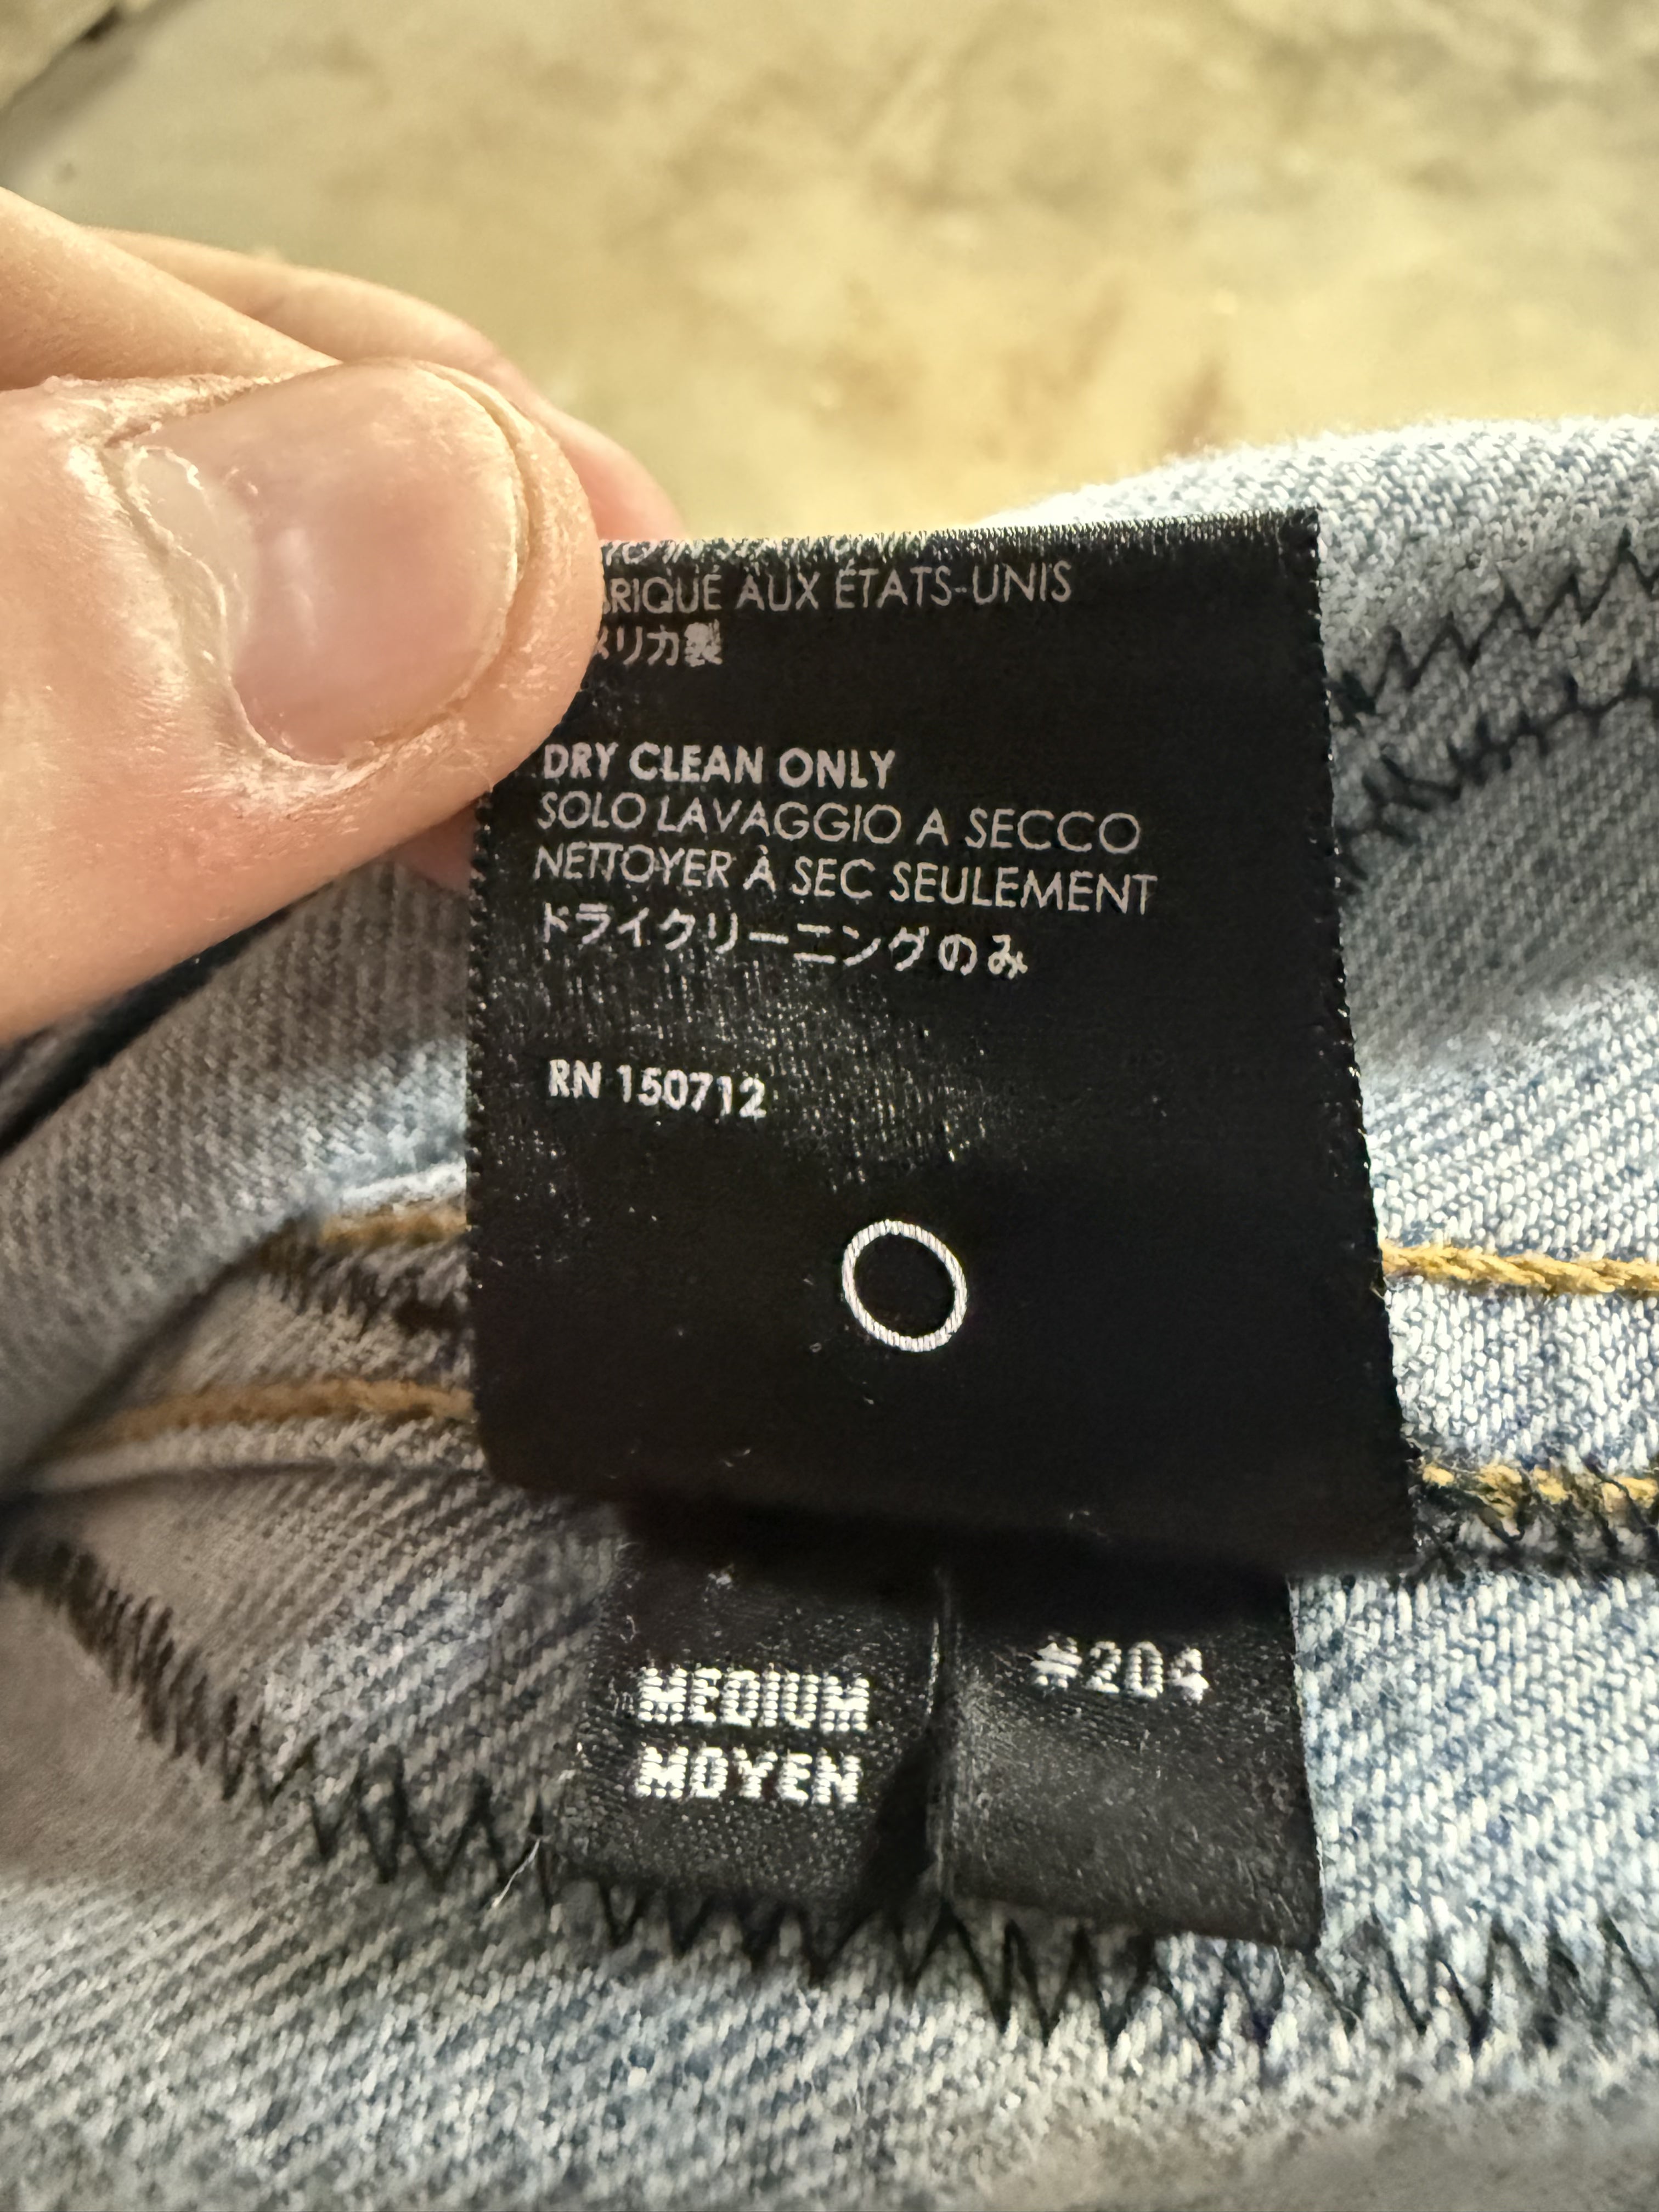 RIQUÉ AUX ÉTATS-UNIS
メリカ製
DRY CLEAN ONLY
SOLO LAVAGGIO A SECCO
NETTOYER À SEC SEULEMENT
ドライクリーニングのみ
RN 150712
MEDIUM
MOYEN
#204